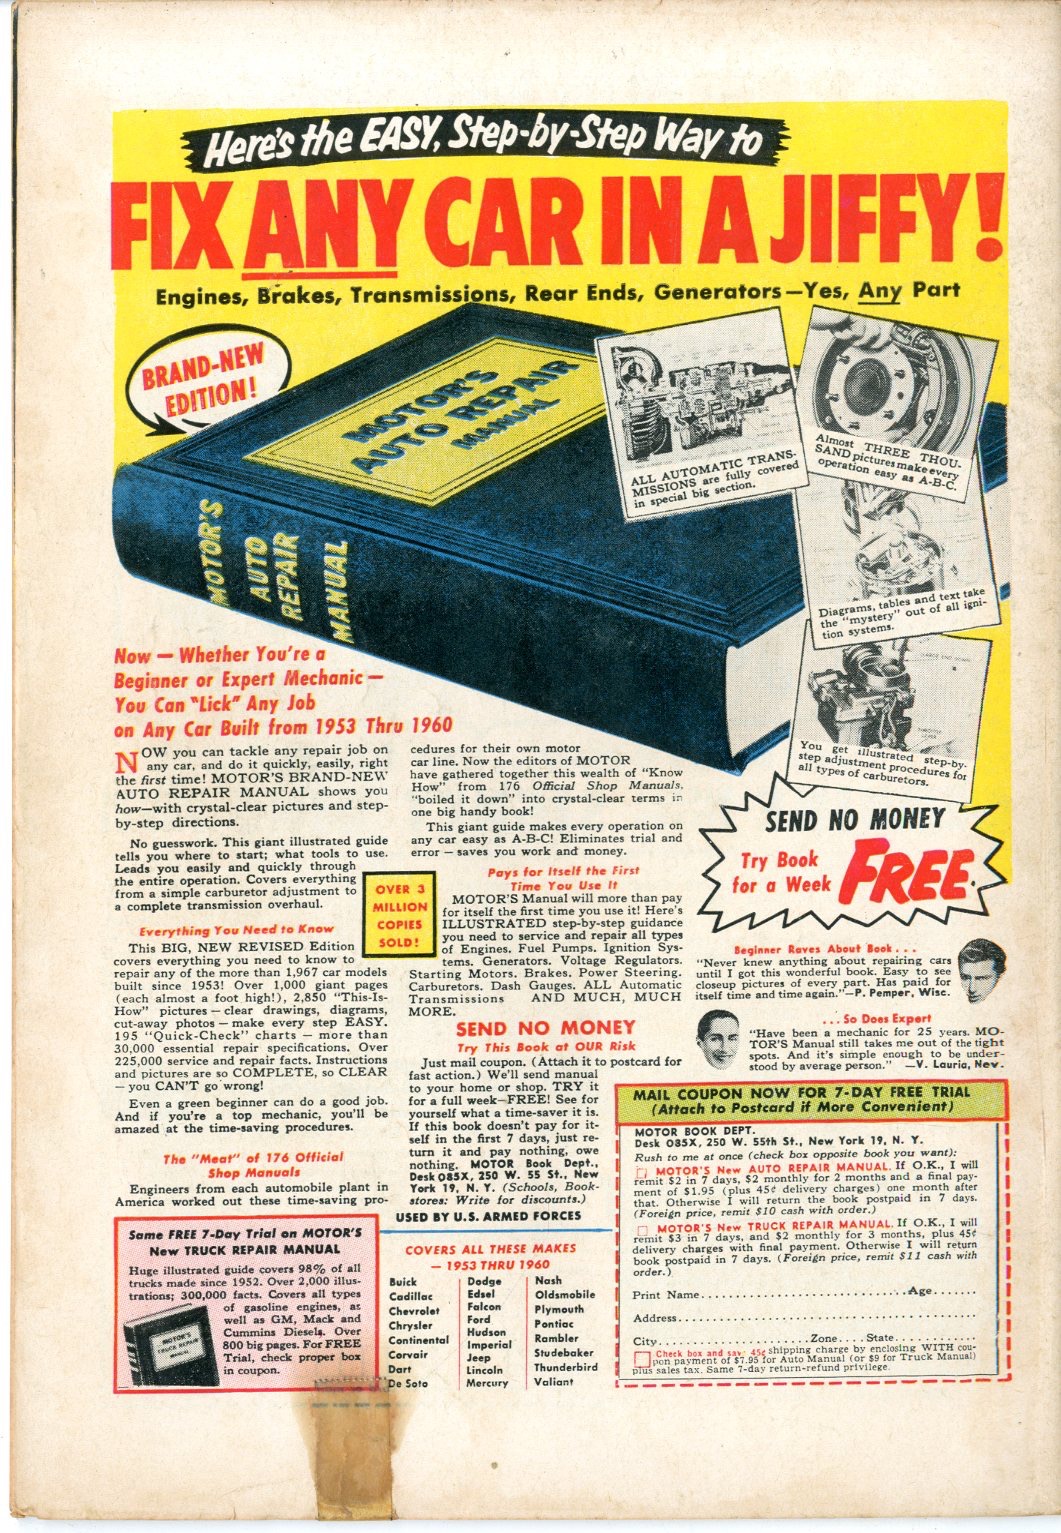 Here's the EASY, Step-by-Step Way to
FIX ANY CAR IN A JIFFY!
Engines, Brakes, Transmissions, Rear Ends, Generators—Yes, Any Part
BRAND-NEW
EDITION!
MOTOR'S
AUTO REPAIR
MANUAL
MOTOR'S
AUTO
REPAIR
MANUAL
ALL AUTOMATIC TRANS-
MISSIONS are fully covered
in special big section.
Almost THREE THOU-
SAND pictures make every
operation easy as A-B-C.
Diagrams, tables and text take
the "mystery" out of all igni-
tion systems.
You get illustrated step-by-
step adjustment procedures for
all types of carburetors.
Now — Whether You're a
Beginner or Expert Mechanic —
You Can "Lick" Any Job
on Any Car Built from 1953 Thru 1960
NOW you can tackle any repair job on
any car, and do it quickly, easily, right
the first time! MOTOR'S BRAND-NEW
AUTO REPAIR MANUAL shows you
how—with crystal-clear pictures and step-
by-step directions.
No guesswork. This giant illustrated guide
tells you where to start; what tools to use.
Leads you easily and quickly through
the entire operation. Covers everything
from a simple carburetor adjustment to
a complete transmission overhaul.
Everything You Need to Know
This BIG, NEW REVISED Edition
covers everything you need to know to
repair any of the more than 1,967 car models
built since 1953! Over 1,000 giant pages
(each almost a foot high!), 2,850 "This-Is-
How" pictures — clear drawings, diagrams,
cut-away photos — make every step EASY.
195 "Quick-Check" charts — more than
30,000 essential repair specifications. Over
225,000 service and repair facts. Instructions
and pictures are so COMPLETE, so CLEAR
— you CAN'T go wrong!
Even a green beginner can do a good job.
And if you're a top mechanic, you'll be
amazed at the time-saving procedures.
The "Meat" of 176 Official
Shop Manuals
Engineers from each automobile plant in
America worked out these time-saving pro-
cedures for their own motor
car line. Now the editors of MOTOR
have gathered together this wealth of "Know
How" from 176 Official Shop Manuals,
"boiled it down" into crystal-clear terms in
one big handy book!
This giant guide makes every operation on
any car easy as A-B-C! Eliminates trial and
error — saves you work and money.
Pays for Itself the First
Time You Use It
OVER 3
MILLION
COPIES
SOLD!
MOTOR'S Manual will more than pay
for itself the first time you use it! Here's
ILLUSTRATED step-by-step guidance
you need to service and repair all types
of Engines. Fuel Pumps. Ignition Sys-
tems. Generators. Voltage Regulators.
Starting Motors. Brakes. Power Steering.
Carburetors. Dash Gauges. ALL Automatic
Transmissions AND MUCH, MUCH
MORE.
SEND NO MONEY
Try This Book at OUR Risk
Just mail coupon. (Attach it to postcard for
fast action.) We'll send manual
to your home or shop. TRY it
for a full week—FREE! See for
yourself what a time-saver it is.
If this book doesn't pay for it-
self in the first 7 days, just re-
turn it and pay nothing, owe
nothing. MOTOR Book Dept.,
Desk 085X, 250 W. 55 St., New
York 19, N. Y. (Schools, Book-
stores: Write for discounts.)
USED BY U.S. ARMED FORCES
SEND NO MONEY
Try Book
for a Week FREE.
Beginner Raves About Book . . .
"Never knew anything about repairing cars
until I got this wonderful book. Easy to see
closeup pictures of every part. Has paid for
itself time and time again."—P. Pemper, Wisc.
. . . So Does Expert
"Have been a mechanic for 25 years. MO-
TOR'S Manual still takes me out of the tight
spots. And it's simple enough to be under-
stood by average person." —V. Lauria, Nev.
Same FREE 7-Day Trial on MOTOR'S
New TRUCK REPAIR MANUAL
Huge illustrated guide covers 98% of all
trucks made since 1952. Over 2,000 illus-
trations; 300,000 facts. Covers all types
of gasoline engines, as
well as GM, Mack and
Cummins Diesels. Over
800 big pages. For FREE
Trial, check proper box
in coupon.
MOTOR'S
TRUCK REPAIR
MANUAL
COVERS ALL THESE MAKES
— 1953 THRU 1960
Buick
Cadillac
Chevrolet
Chrysler
Continental
Corvair
Dart
De Soto
Dodge
Edsel
Falcon
Ford
Hudson
Imperial
Jeep
Lincoln
Mercury
Nash
Oldsmobile
Plymouth
Pontiac
Rambler
Studebaker
Thunderbird
Valiant
MAIL COUPON NOW FOR 7-DAY FREE TRIAL
(Attach to Postcard if More Convenient)
MOTOR BOOK DEPT.
Desk 085X, 250 W. 55th St., New York 19, N. Y.
Rush to me at once (check box opposite book you want):
☐ MOTOR'S New AUTO REPAIR MANUAL. If O.K., I will
remit $2 in 7 days, $2 monthly for 2 months and a final pay-
ment of $1.95 (plus 45¢ delivery charges) one month after
that. Otherwise I will return the book postpaid in 7 days.
(Foreign price, remit $10 cash with order.)
☐ MOTOR'S New TRUCK REPAIR MANUAL. If O.K., I will
remit $3 in 7 days, and $2 monthly for 3 months, plus 45¢
delivery charges with final payment. Otherwise I will return
book postpaid in 7 days. (Foreign price, remit $11 cash with
order.)
Print Name..............................Age.......
Address................................................
City.........................Zone....State............
☐ Check box and save 45¢ shipping charge by enclosing WITH cou-
pon payment of $7.95 for Auto Manual (or $9 for Truck Manual)
plus sales tax. Same 7-day return-refund privilege.